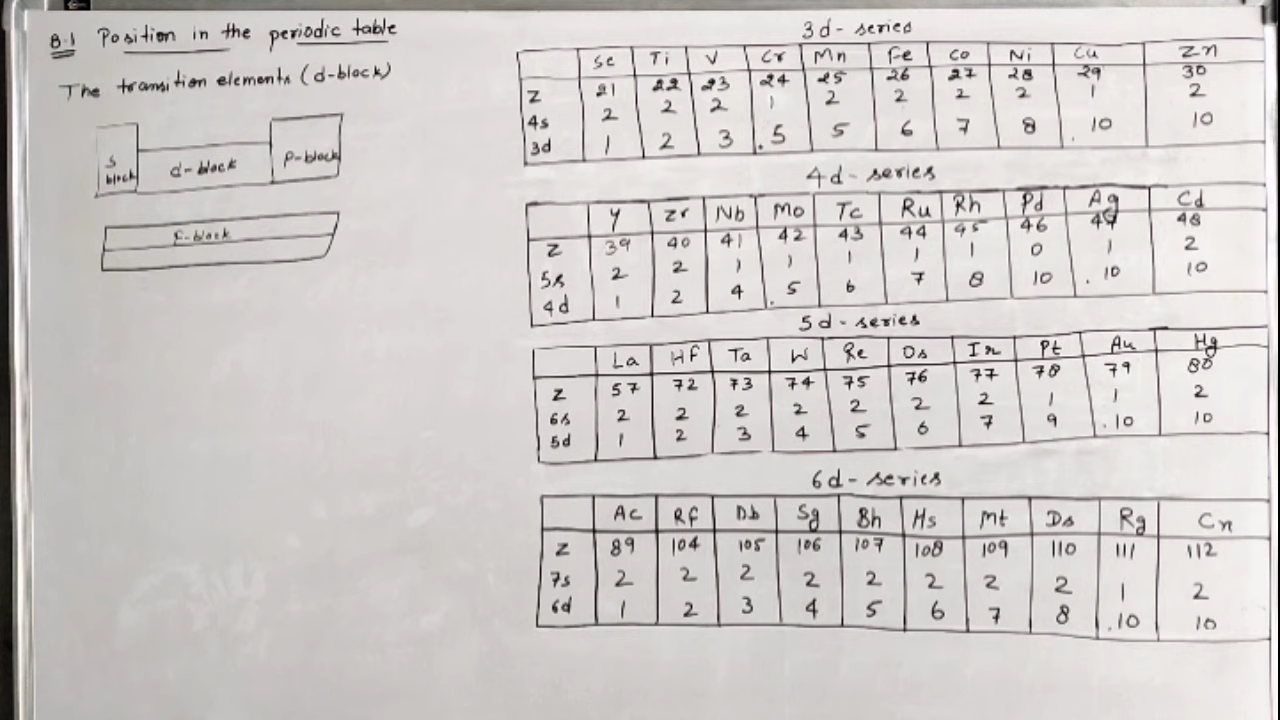 8.1 Position in the periodic table
The transition elements (d-block)
s block
d-block
p-block
f-block
3d-series
Sc Ti V Cr Mn Fe Co Ni Cu Zn
Z 21 22 23 24 25 26 27 28 29 30
4s 2 2 2 1 2 2 2 2 1 2
3d 1 2 3 .5 5 6 7 8 .10 10
4d-series
Y Zr Nb Mo Tc Ru Rh Pd Ag Cd
Z 39 40 41 42 43 44 45 46 47 48
5s 2 2 1 1 1 1 1 0 1 2
4d 1 2 4 .5 6 7 8 10 .10 10
5d-series
La Hf Ta W Re Os Ir Pt Au Hg
Z 57 72 73 74 75 76 77 78 79 80
6s 2 2 2 2 2 2 2 1 1 2
5d 1 2 3 4 5 6 7 9 .10 10
6d-series
Ac Rf Db Sg Bh Hs Mt Ds Rg Cn
Z 89 104 105 106 107 108 109 110 111 112
7s 2 2 2 2 2 2 2 2 1 2
6d 1 2 3 4 5 6 7 8 .10 10